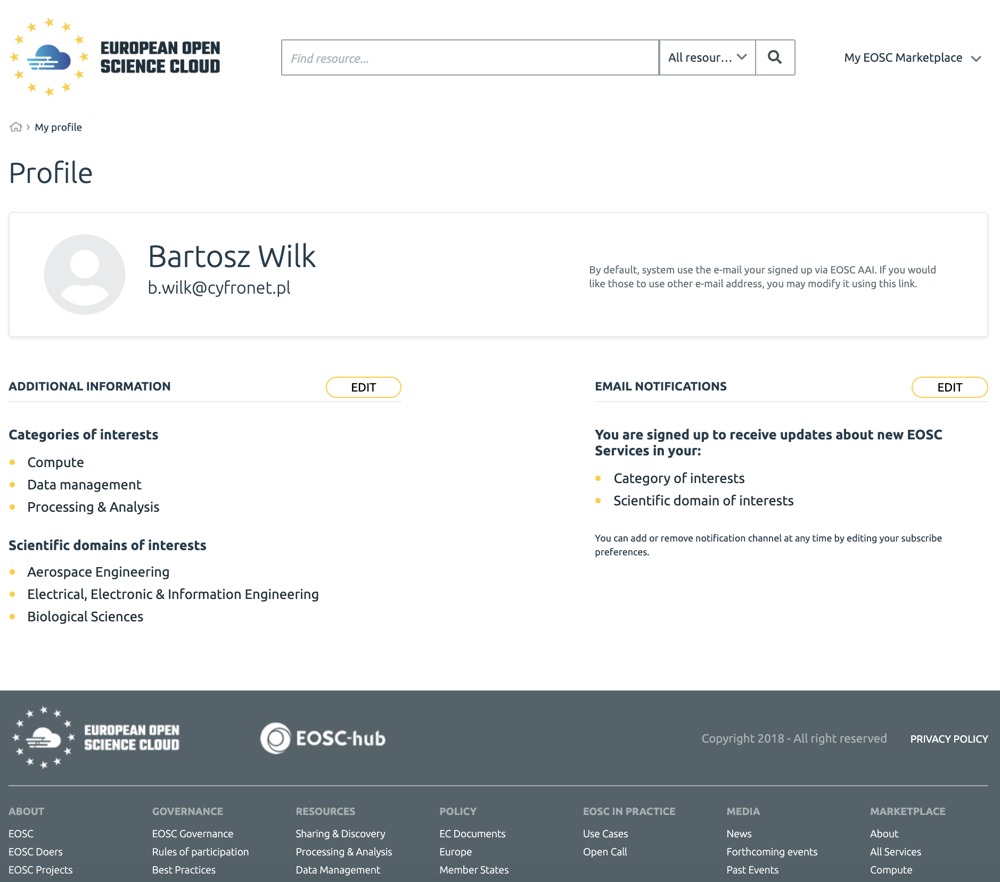 EUROPEAN OPEN
SCIENCE CLOUD
Find resource...
All resour...
My EOSC Marketplace
My profile
Profile
Bartosz Wilk
b.wilk@cyfronet.pl
By default, system use the e-mail your signed up via EOSC AAI. If you would
like those to use other e-mail address, you may modify it using this link.
ADDITIONAL INFORMATION
EDIT
Categories of interests
Compute
Data management
Processing & Analysis
Scientific domains of interests
Aerospace Engineering
Electrical, Electronic & Information Engineering
Biological Sciences
EMAIL NOTIFICATIONS
EDIT
You are signed up to receive updates about new EOSC
Services in your:
Category of interests
Scientific domain of interests
You can add or remove notification channel at any time by editing your subscribe
preferences.
EUROPEAN OPEN
SCIENCE CLOUD
EOSC-hub
Copyright 2018 - All right reserved
PRIVACY POLICY
ABOUT
EOSC
EOSC Doers
EOSC Projects
GOVERNANCE
EOSC Governance
Rules of participation
Best Practices
RESOURCES
Sharing & Discovery
Processing & Analysis
Data Management
POLICY
EC Documents
Europe
Member States
EOSC IN PRACTICE
Use Cases
Open Call
MEDIA
News
Forthcoming events
Past Events
MARKETPLACE
About
All Services
Compute